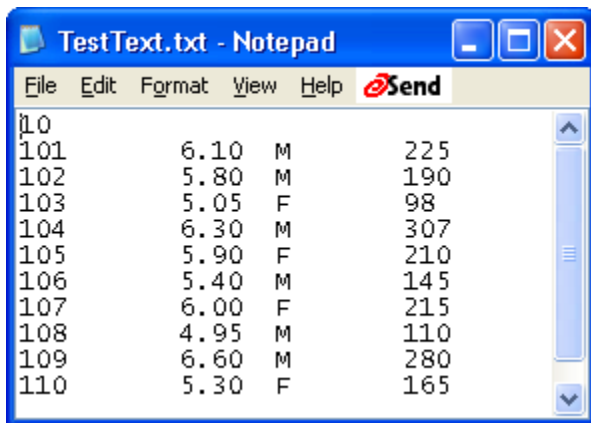 TestText.txt - Notepad
File Edit Format View Help Send
10
101 6.10 M 225
102 5.80 M 190
103 5.05 F 98
104 6.30 M 307
105 5.90 F 210
106 5.40 M 145
107 6.00 F 215
108 4.95 M 110
109 6.60 M 280
110 5.30 F 165